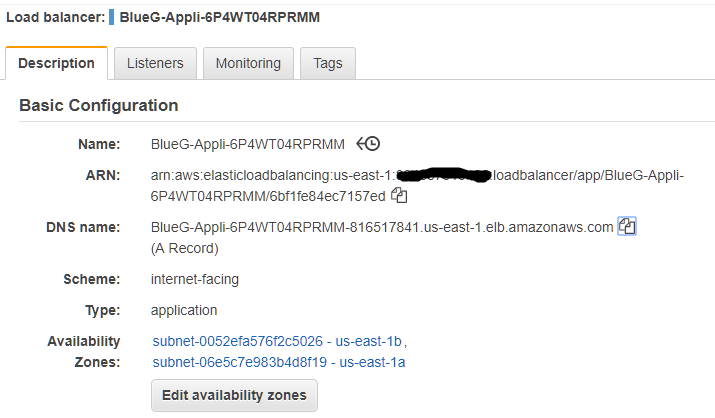 Load balancer: BlueG-Appli-6P4WT04RPRMM
Description Listeners Monitoring Tags
Basic Configuration
Name: BlueG-Appli-6P4WT04RPRMM
ARN: arn:aws:elasticloadbalancing:us-east-1: :loadbalancer/app/BlueG-Appli-
6P4WT04RPRMM/6bf1fe84ec7157ed
DNS name: BlueG-Appli-6P4WT04RPRMM-816517841.us-east-1.elb.amazonaws.com
(A Record)
Scheme: internet-facing
Type: application
Availability subnet-0052efa576f2c5026 - us-east-1b,
Zones: subnet-06e5c7e983b4d8f19 - us-east-1a
Edit availability zones